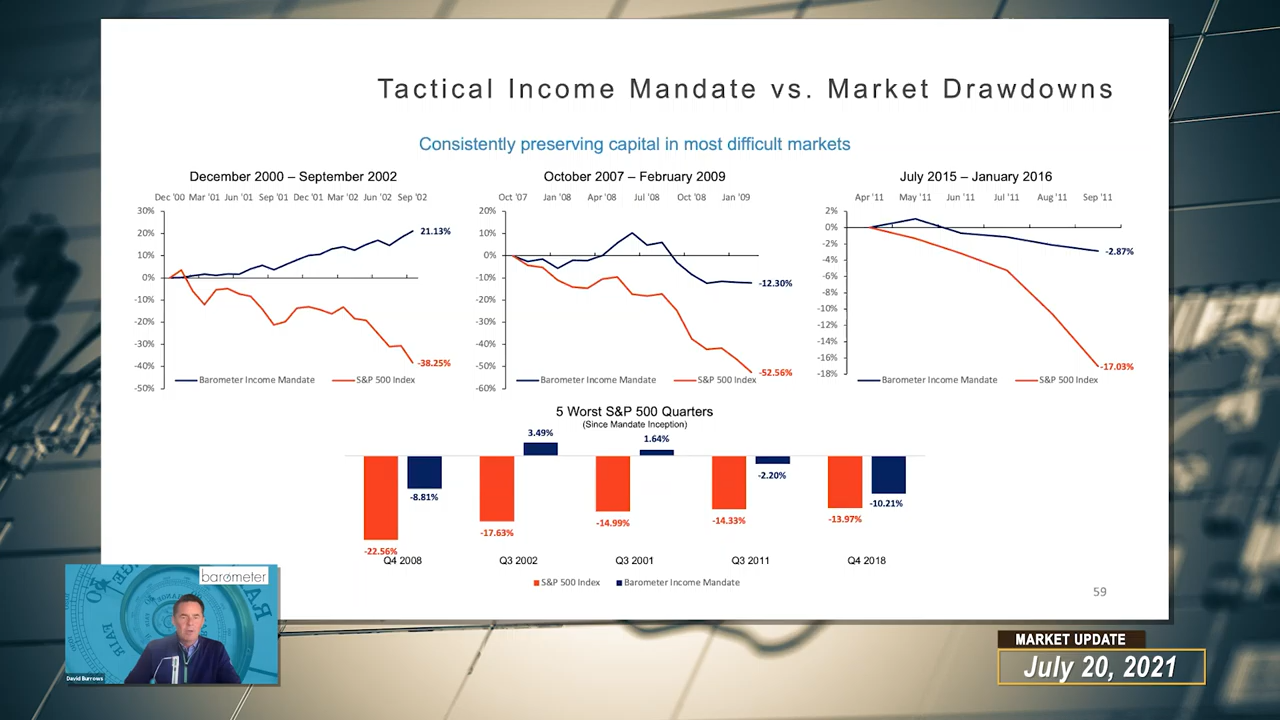 Tactical Income Mandate vs. Market Drawdowns
Consistently preserving capital in most difficult markets
December 2000 – September 2002
Dec '00 Mar '01 Jun '01 Sep '01 Dec '01 Mar '02 Jun '02 Sep '02
30%
20%
10%
0%
-10%
-20%
-30%
-40%
-50%
21.13%
-38.25%
Barometer Income Mandate
S&P 500 Index
October 2007 – February 2009
Oct '07 Jan '08 Apr '08 Jul '08 Oct '08 Jan '09
20%
10%
0%
-10%
-20%
-30%
-40%
-50%
-60%
-12.30%
-52.56%
Barometer Income Mandate
S&P 500 Index
July 2015 – January 2016
Apr '11 May '11 Jun '11 Jul '11 Aug '11 Sep '11
2%
0%
-2%
-4%
-6%
-8%
-10%
-12%
-14%
-16%
-18%
-2.87%
-17.03%
Barometer Income Mandate
S&P 500 Index
5 Worst S&P 500 Quarters
(Since Mandate Inception)
3.49%
1.64%
-8.81%
-2.20%
-10.21%
-22.56%
-17.63%
-14.99%
-14.33%
-13.97%
Q4 2008
Q3 2002
Q3 2001
Q3 2011
Q4 2018
S&P 500 Index
Barometer Income Mandate
59
barometer
FAIR
David Burrows
MARKET UPDATE
July 20, 2021